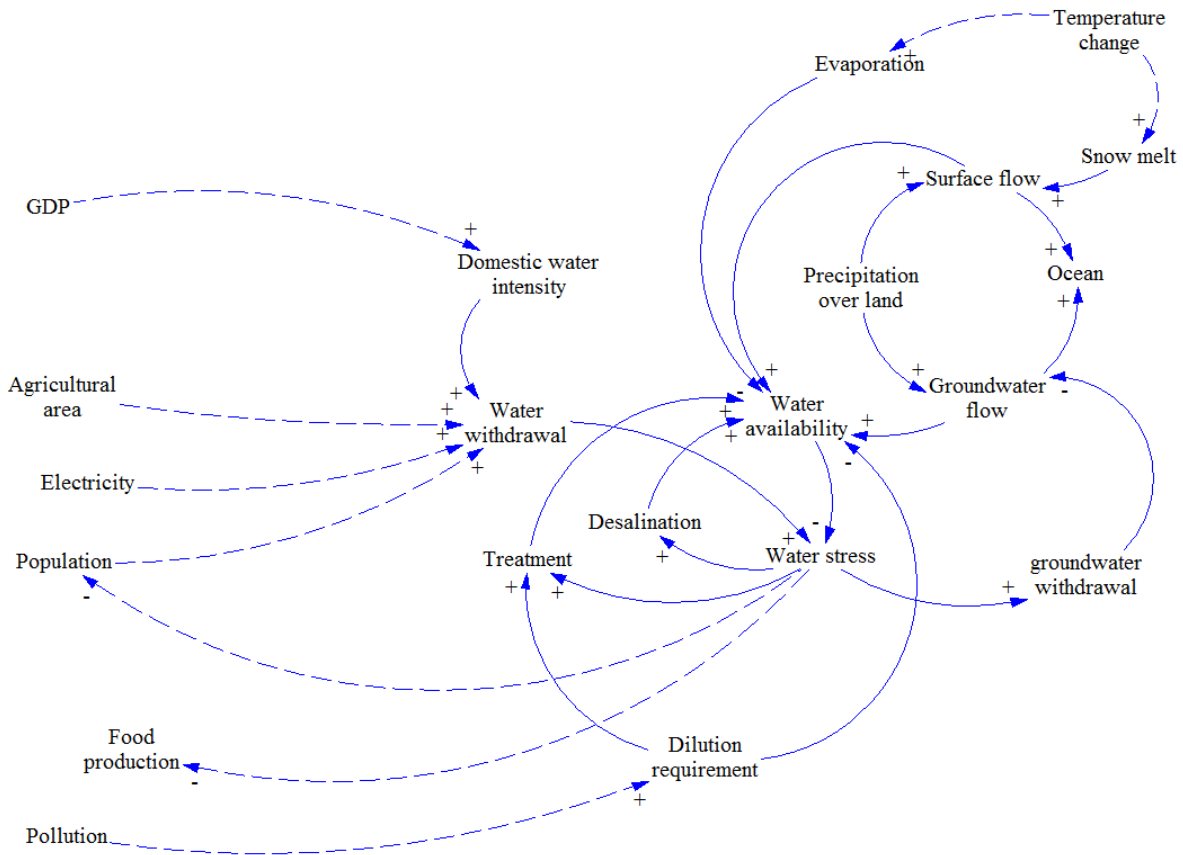 Temperature
change
Evaporation
+
+
Snow melt
+
Surface flow
+
GDP
+
Domestic water
intensity
+
Ocean
+
Precipitation
over land
Agricultural
area
+
+
+
+
Water
withdrawal
-
+
+
+
Water
availability
+
-
+
Groundwater
flow
-
Electricity
Desalination
+
-
+
Water stress
Treatment
+
+
groundwater
withdrawal
+
Population
-
Food
production
-
Dilution
requirement
+
Pollution